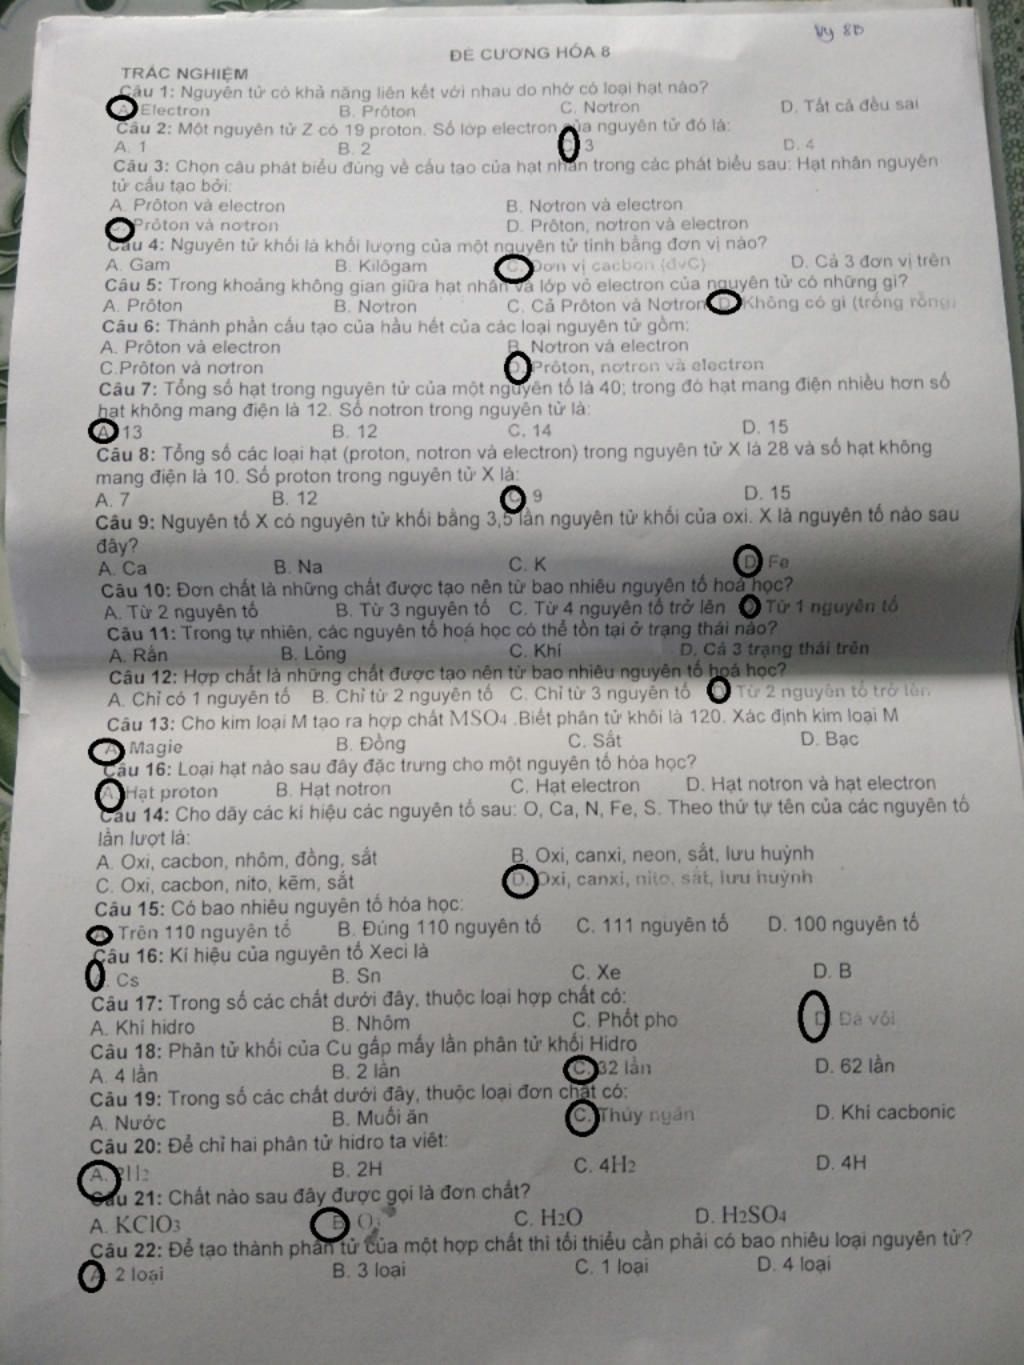 Vy 8D
ĐỀ CƯƠNG HÓA 8
TRẮC NGHIỆM
Câu 1: Nguyên tử có khả năng liên kết với nhau do nhờ có loại hạt nào?
A. Electron B. Prôton C. Nơtron D. Tất cả đều sai
Câu 2: Một nguyên tử Z có 19 proton. Số lớp electron của nguyên tử đó là:
A. 1 B. 2 C. 3 D. 4
Câu 3: Chọn câu phát biểu đúng về cấu tạo của hạt nhân trong các phát biểu sau: Hạt nhân nguyên
tử cấu tạo bởi:
A. Prôton và electron B. Nơtron và electron
C. Prôton và nơtron D. Prôton, nơtron và electron
Câu 4: Nguyên tử khối là khối lượng của một nguyên tử tính bằng đơn vị nào?
A. Gam B. Kilôgam C. Đơn vị cacbon (đvC) D. Cả 3 đơn vị trên
Câu 5: Trong khoảng không gian giữa hạt nhân và lớp vỏ electron của nguyên tử có những gì?
A. Prôton B. Nơtron C. Cả Prôton và Nơtron D. Không có gì (trống rỗng)
Câu 6: Thành phần cấu tạo của hầu hết của các loại nguyên tử gồm:
A. Prôton và electron B. Nơtron và electron
C.Prôton và nơtron D. Prôton, nơtron và electron
Câu 7: Tổng số hạt trong nguyên tử của một nguyên tố là 40; trong đó hạt mang điện nhiều hơn số
hạt không mang điện là 12. Số notron trong nguyên tử là:
A. 13 B. 12 C. 14 D. 15
Câu 8: Tổng số các loại hạt (proton, notron và electron) trong nguyên tử X là 28 và số hạt không
mang điện là 10. Số proton trong nguyên tử X là:
A. 7 B. 12 C. 9 D. 15
Câu 9: Nguyên tố X có nguyên tử khối bằng 3,5 lần nguyên tử khối của oxi. X là nguyên tố nào sau
đây?
A. Ca B. Na C. K D. Fe
Câu 10: Đơn chất là những chất được tạo nên từ bao nhiêu nguyên tố hoá học?
A. Từ 2 nguyên tố B. Từ 3 nguyên tố C. Từ 4 nguyên tố trở lên D. Từ 1 nguyên tố
Câu 11: Trong tự nhiên, các nguyên tố hoá học có thể tồn tại ở trạng thái nào?
A. Rắn B. Lỏng C. Khí D. Cả 3 trạng thái trên
Câu 12: Hợp chất là những chất được tạo nên từ bao nhiêu nguyên tố hoá học?
A. Chỉ có 1 nguyên tố B. Chỉ từ 2 nguyên tố C. Chỉ từ 3 nguyên tố D. Từ 2 nguyên tố trở lên
Câu 13: Cho kim loại M tạo ra hợp chất MSO4 .Biết phân tử khôi là 120. Xác định kim loại M
A. Magie B. Đồng C. Sắt D. Bạc
Câu 16: Loại hạt nào sau đây đặc trưng cho một nguyên tố hóa học?
A. Hạt proton B. Hạt notron C. Hạt electron D. Hạt notron và hạt electron
Câu 14: Cho dãy các kí hiệu các nguyên tố sau: O, Ca, N, Fe, S. Theo thứ tự tên của các nguyên tố
lần lượt là:
A. Oxi, cacbon, nhôm, đồng, sắt B. Oxi, canxi, neon, sắt, lưu huỳnh
C. Oxi, cacbon, nito, kẽm, sắt D. Oxi, canxi, nito, sắt, lưu huỳnh
Câu 15: Có bao nhiêu nguyên tố hóa học:
A. Trên 110 nguyên tố B. Đúng 110 nguyên tố C. 111 nguyên tố D. 100 nguyên tố
Câu 16: Kí hiệu của nguyên tố Xeci là
A. Cs B. Sn C. Xe D. B
Câu 17: Trong số các chất dưới đây, thuộc loại hợp chất có:
A. Khí hidro B. Nhôm C. Phốt pho D. Đá vôi
Câu 18: Phân tử khối của Cu gấp mấy lần phân tử khối Hidro
A. 4 lần B. 2 lần C. 32 lần D. 62 lần
Câu 19: Trong số các chất dưới đây, thuộc loại đơn chất có:
A. Nước B. Muối ăn C. Thủy ngân D. Khí cacbonic
Câu 20: Để chỉ hai phân tử hidro ta viết:
A. 2H2 B. 2H C. 4H2 D. 4H
Câu 21: Chất nào sau đây được gọi là đơn chất?
A. KClO3 B. O3 C. H2O D. H2SO4
Câu 22: Để tạo thành phân tử của một hợp chất thì tối thiểu cần phải có bao nhiêu loại nguyên tử?
A. 2 loại B. 3 loại C. 1 loại D. 4 loại